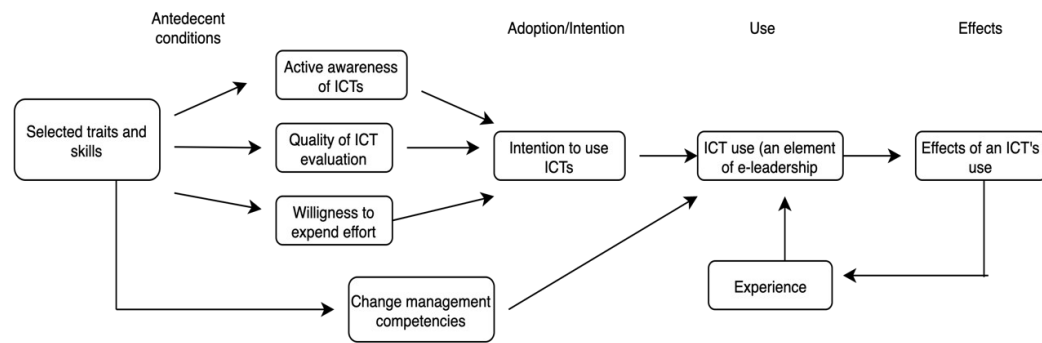 Antedecent
conditions
Adoption/Intention
Use
Effects
Active awareness
of ICTs
Selected traits and
skills
Quality of ICT
evaluation
Intention to use
ICTs
ICT use (an element
of e-leadership
Effects of an ICT's
use
Willigness to
expend effort
Change management
competencies
Experience